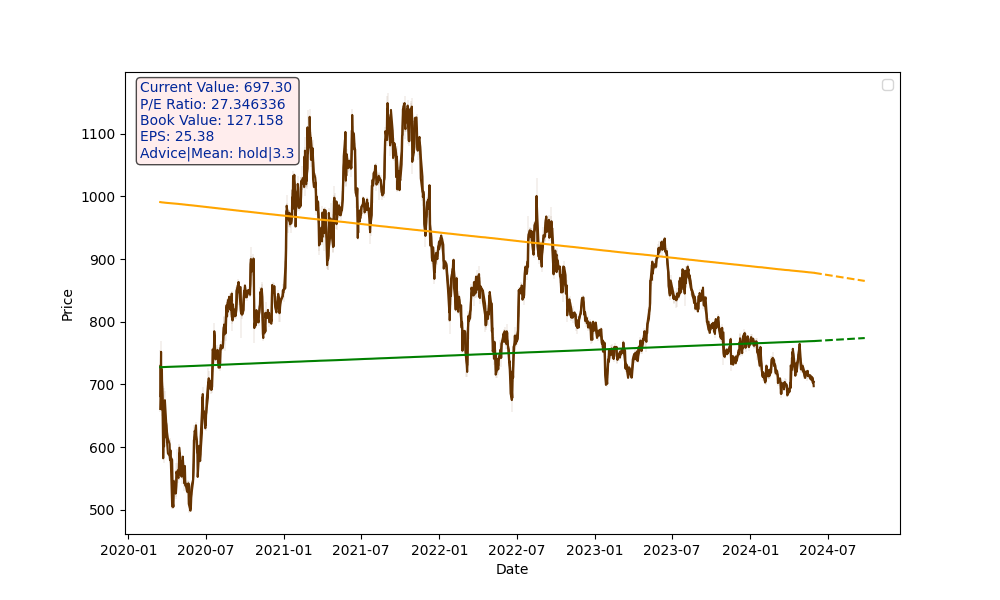 Current Value: 697.30
P/E Ratio: 27.346336
Book Value: 127.158
EPS: 25.38
Advice|Mean: hold|3.3
Price
1100
1000
900
800
700
600
500
2020-01 2020-07 2021-01 2021-07 2022-01 2022-07 2023-01 2023-07 2024-01 2024-07
Date